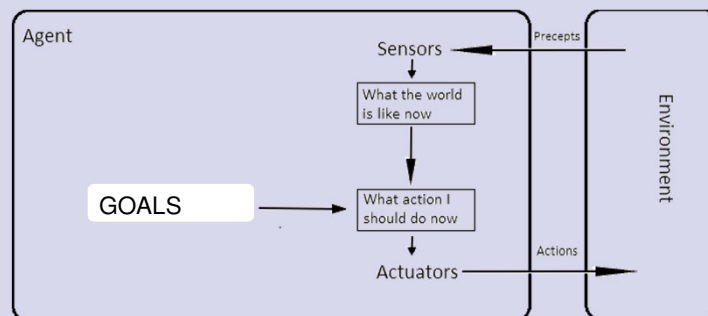 Agent
Sensors
Precepts
What the world
is like now
Environment
GOALS
What action I
should do now
Actuators
Actions